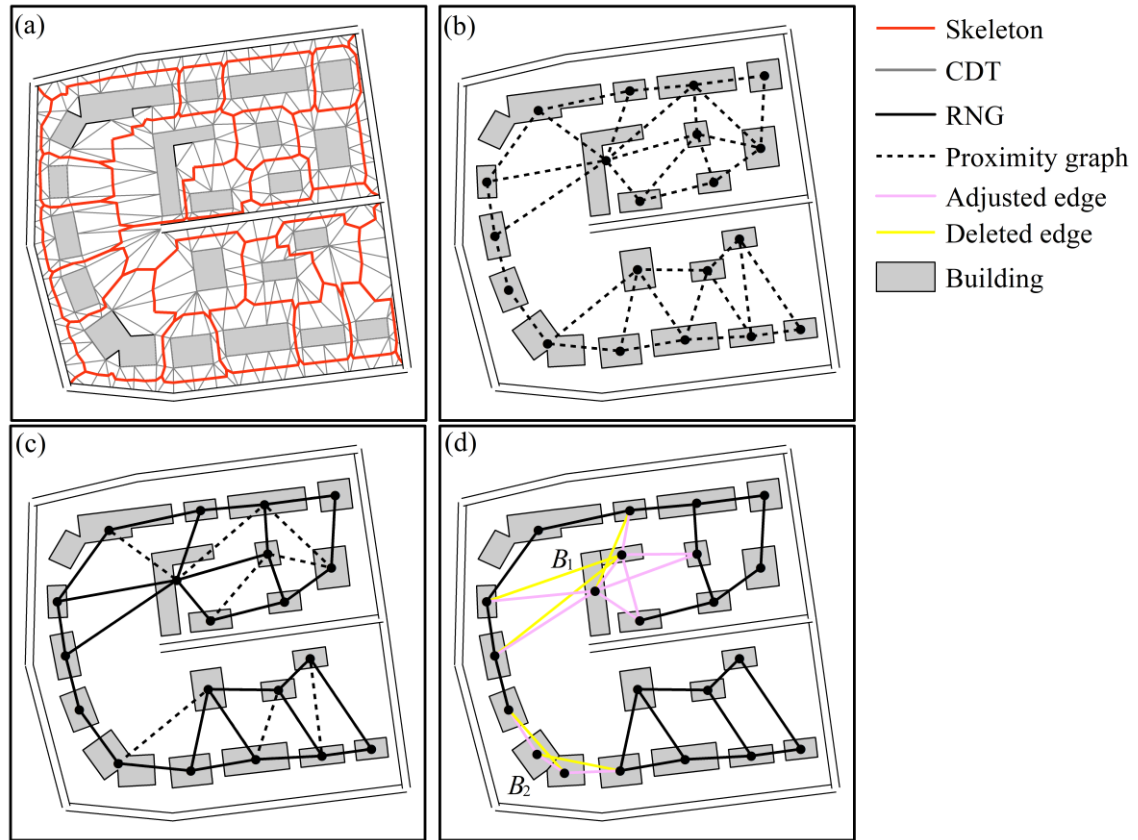 (a)
(b)
Skeleton
CDT
RNG
Proximity graph
Adjusted edge
Deleted edge
Building
(c)
(d)
B1
B2